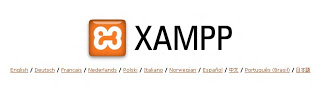 XAMPP
English / Deutsch / Francais / Nederlands / Polski / Italiano / Norwegian / Español / 中文 / Português (Brasil) / 日本語